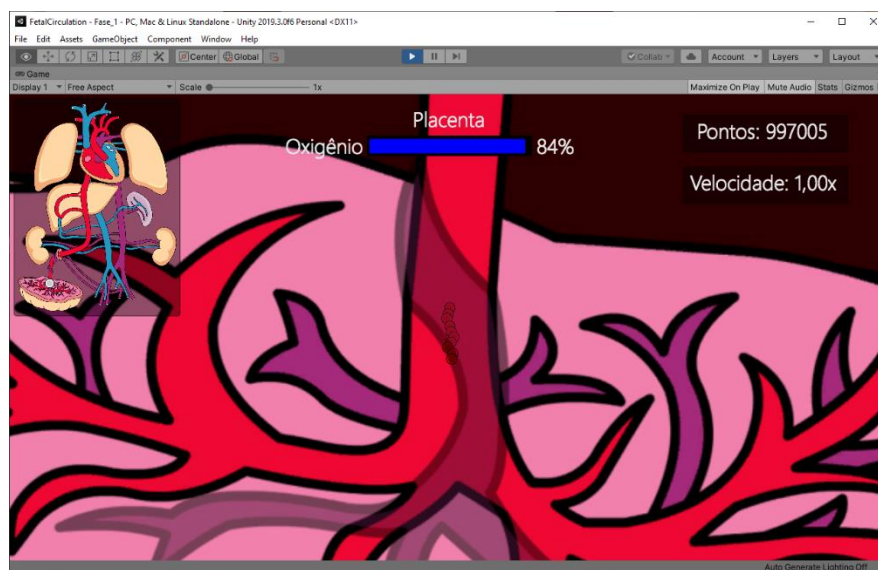 FetalCirculation - Fase_1 - PC, Mac & Linux Standalone - Unity 2019.3.0f6 Personal <DX11>
File Edit Assets GameObject Component Window Help
Center Global Collab Account Layers Layout
Game
Display 1 Free Aspect Scale 1x Maximize On Play Mute Audio Stats Gizmos
Placenta
Oxigênio 84%
Pontos: 997005
Velocidade: 1,00x
Auto Generate Lighting Off